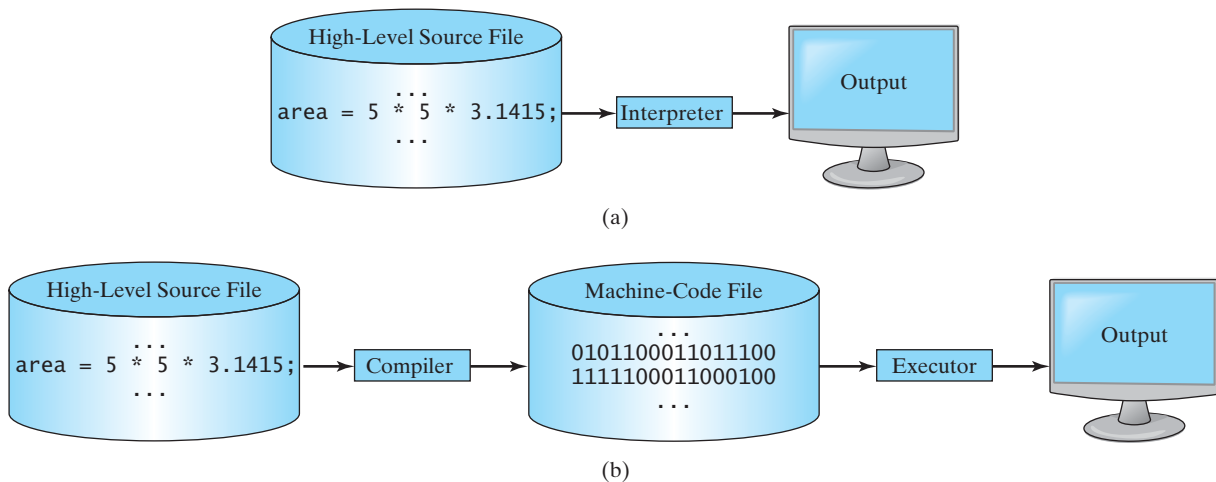 High-Level Source File
...
area = 5 * 5 * 3.1415;
...
Interpreter
Output
(a)
High-Level Source File
...
area = 5 * 5 * 3.1415;
...
Compiler
Machine-Code File
...
0101100011011100
1111100011000100
...
Executor
Output
(b)